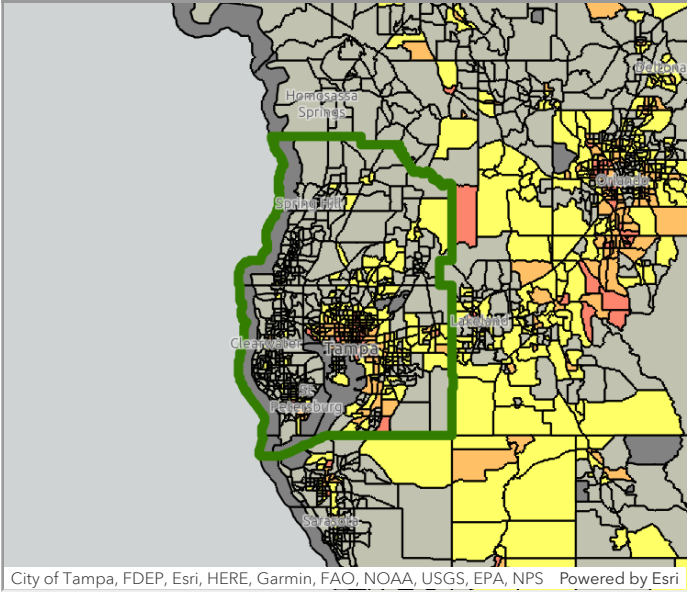 Deltona
Homosassa
Springs
Orlando
Spring Hill
Lakeland
Clearwater
Tampa
St.
Petersburg
Sarasota
City of Tampa, FDEP, Esri, HERE, Garmin, FAO, NOAA, USGS, EPA, NPS Powered by Esri